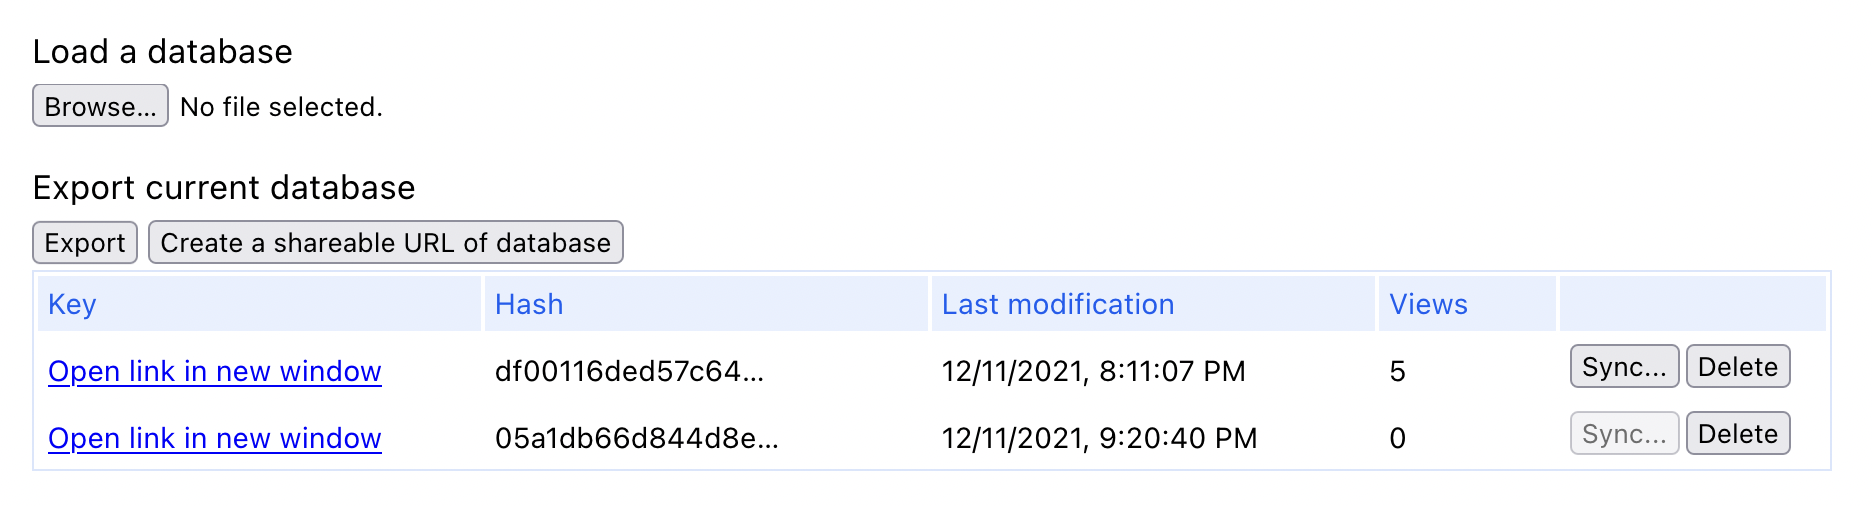 Load a database
Browse... No file selected.
Export current database
Export Create a shareable URL of database
Key Hash Last modification Views
Open link in new window df00116ded57c64... 12/11/2021, 8:11:07 PM 5 Sync... Delete
Open link in new window 05a1db66d844d8e... 12/11/2021, 9:20:40 PM 0 Sync... Delete